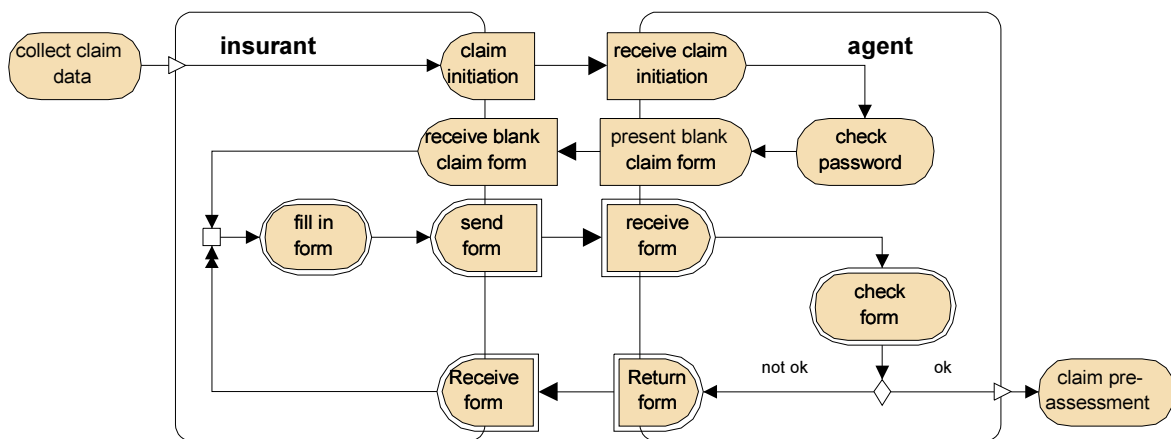 collect claim
data
insurant
claim
initiation
receive claim
initiation
agent
receive blank
claim form
present blank
claim form
check
password
fill in
form
send
form
receive
form
check
form
not ok
ok
Receive
form
Return
form
claim pre-
assessment